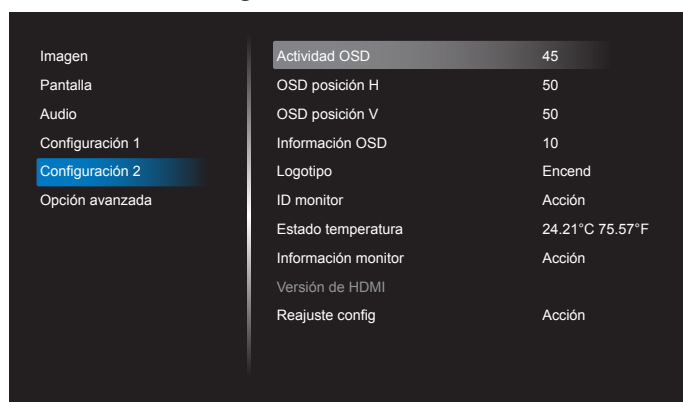 Imagen
Pantalla
Audio
Configuración 1
Configuración 2
Opción avanzada
Actividad OSD 45
OSD posición H 50
OSD posición V 50
Información OSD 10
Logotipo Encend
ID monitor Acción
Estado temperatura 24.21°C 75.57°F
Información monitor Acción
Versión de HDMI
Reajuste config Acción